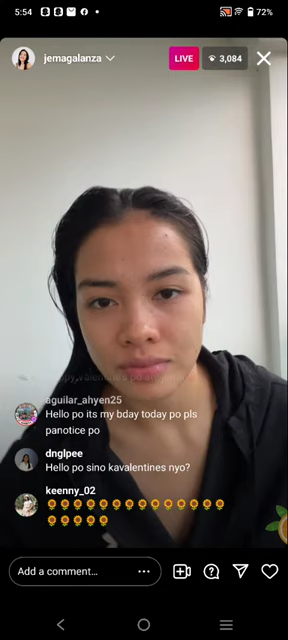 5:54
72%
jemagalanza
LIVE
3,084
aguilar_ahyen25
Hello po its my bday today po pls
panotice po
dnglpee
Hello po sino kavalentines nyo?
keenny_02
Add a comment...